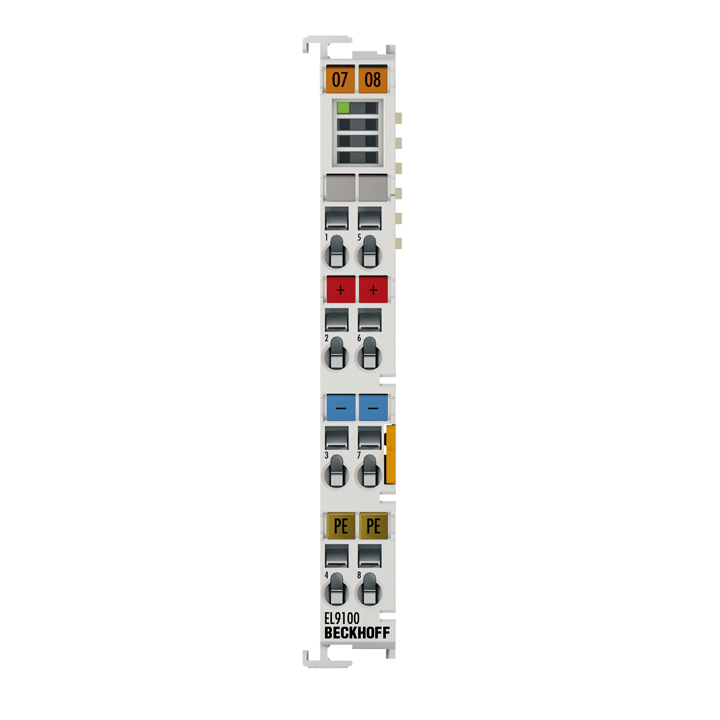 07 08
1 5
+ +
2 6
− −
3 7
PE PE
4 8
EL9100
BECKHOFF